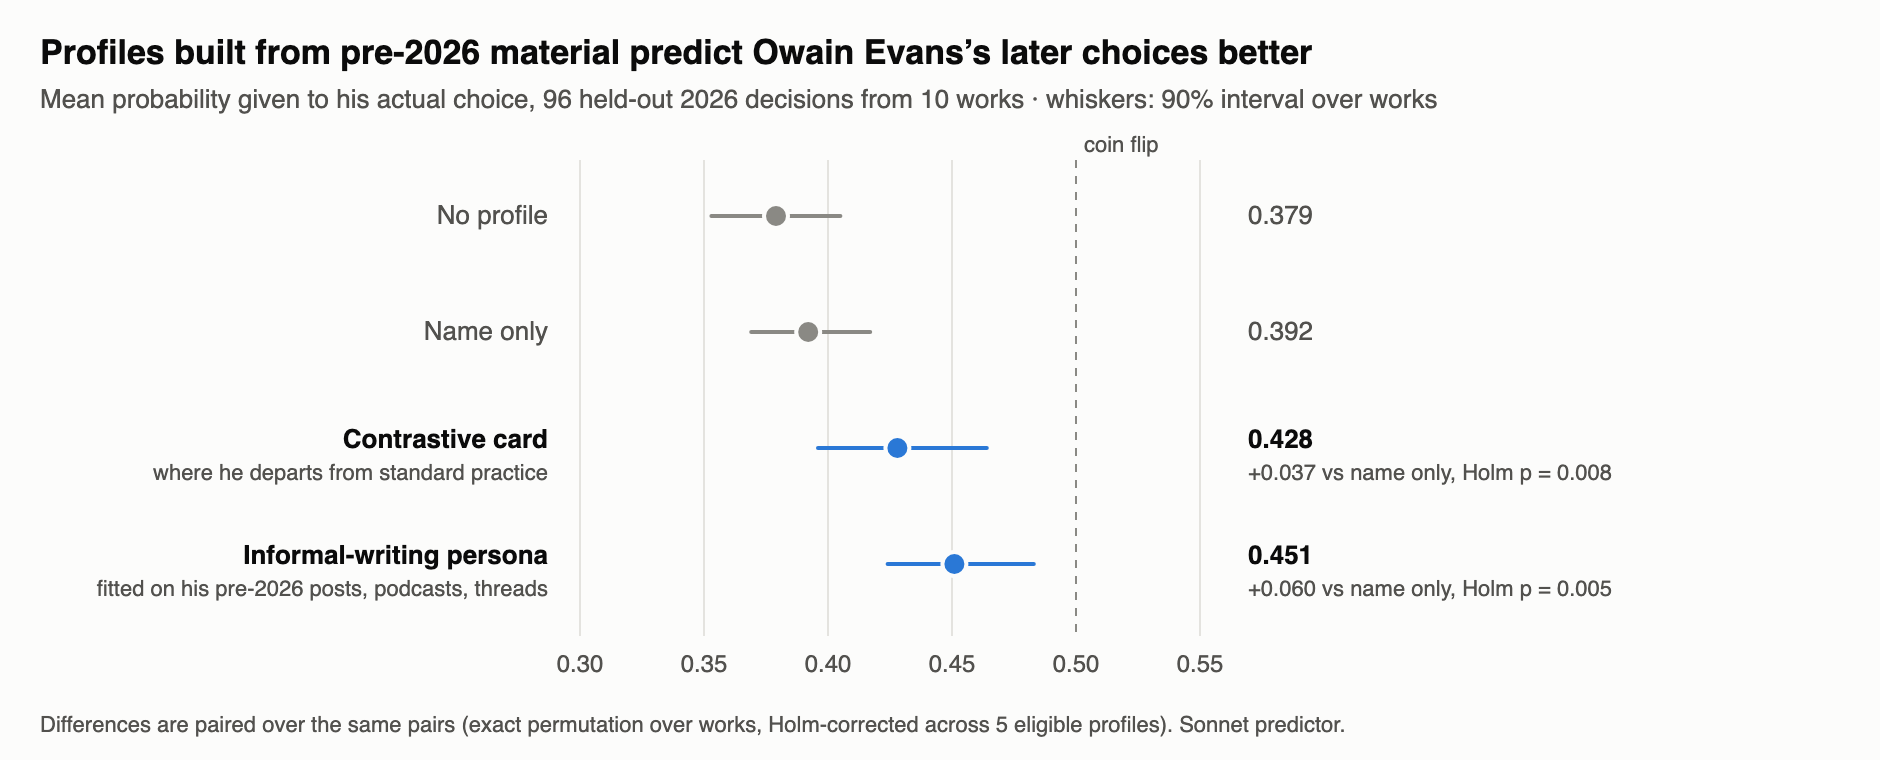 Profiles built from pre-2026 material predict Owain Evans’s later choices better
Mean probability given to his actual choice, 96 held-out 2026 decisions from 10 works · whiskers: 90% interval over works
coin flip
No profile
0.379
Name only
0.392
Contrastive card
where he departs from standard practice
0.428
+0.037 vs name only, Holm p = 0.008
Informal-writing persona
fitted on his pre-2026 posts, podcasts, threads
0.451
+0.060 vs name only, Holm p = 0.005
0.30 0.35 0.40 0.45 0.50 0.55
Differences are paired over the same pairs (exact permutation over works, Holm-corrected across 5 eligible profiles). Sonnet predictor.